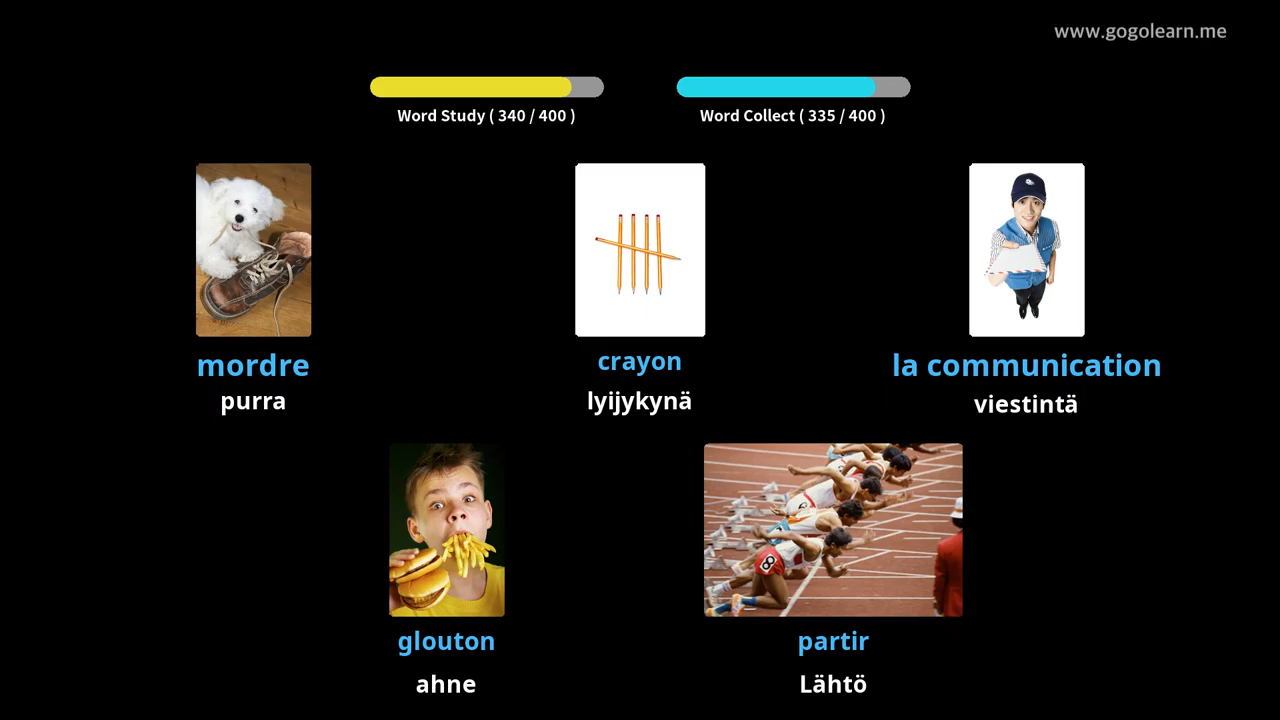 www.gogolearn.me
Word Study ( 340 / 400 )
Word Collect ( 335 / 400 )
mordre
purra
crayon
lyijykynä
la communication
viestintä
8
glouton
ahne
partir
Lähtö